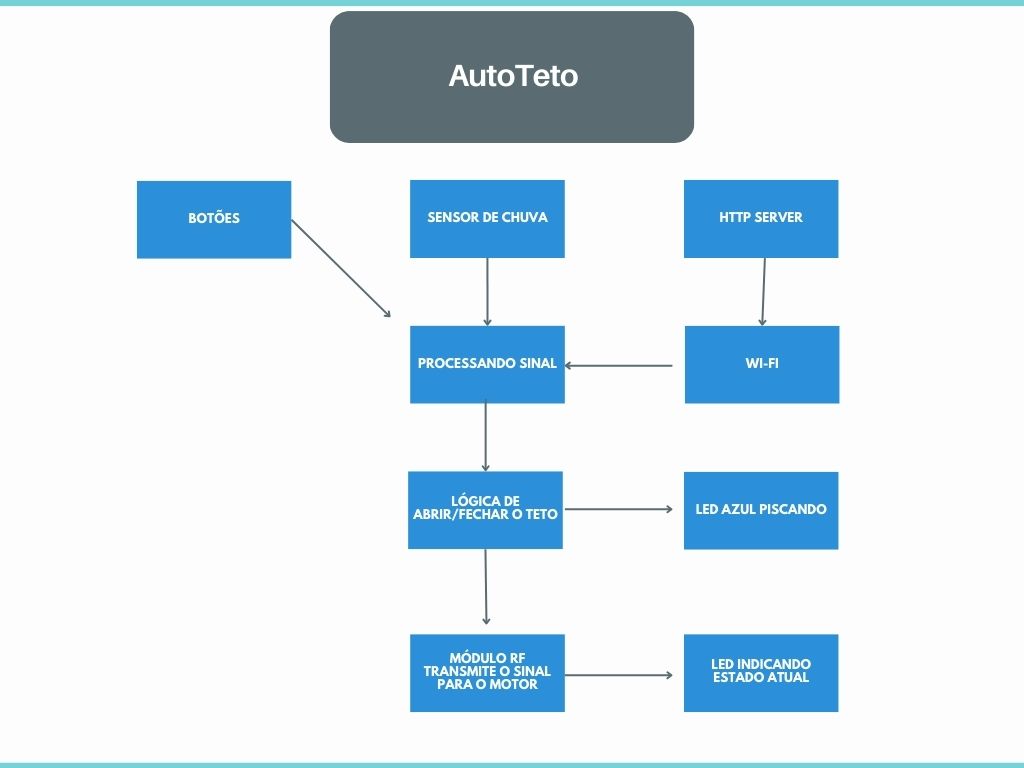 AutoTeto
BOTÕES
SENSOR DE CHUVA
HTTP SERVER
PROCESSANDO SINAL
WI-FI
LÓGICA DE
ABRIR/FECHAR O TETO
LED AZUL PISCANDO
MÓDULO RF
TRANSMITE O SINAL
PARA O MOTOR
LED INDICANDO
ESTADO ATUAL